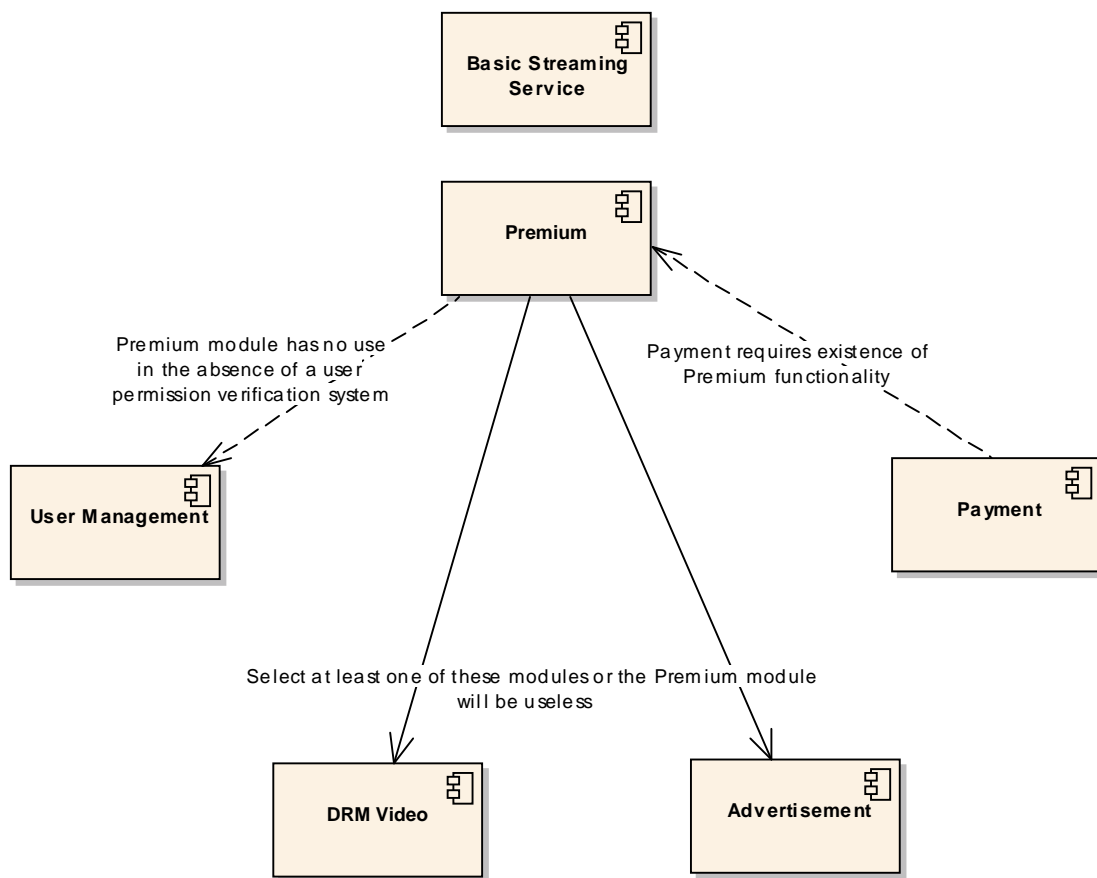 Basic Streaming
Service
Premium
Premium module has no use
in the absence of a user
permission verification system
Payment requires existence of
Premium functionality
User Management
Payment
Select at least one of these modules or the Premium module
will be useless
DRM Video
Advertisement